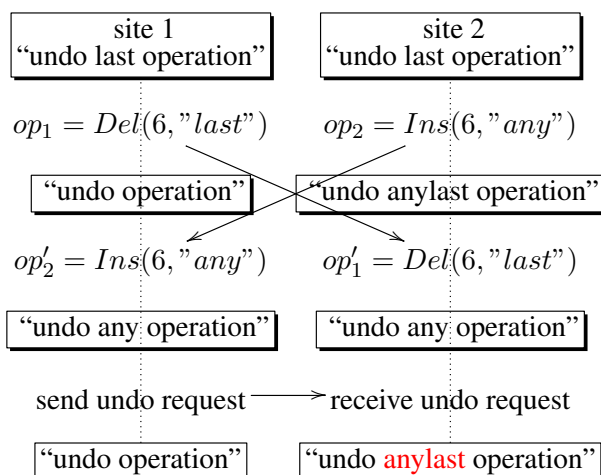 site 1
“undo last operation”
site 2
“undo last operation”
op₁ = Del(6, ”last”)
op₂ = Ins(6, ”any”)
“undo operation”
“undo anylast operation”
op′₂ = Ins(6, ”any”)
op′₁ = Del(6, ”last”)
“undo any operation”
“undo any operation”
send undo request
receive undo request
“undo operation”
“undo anylast operation”